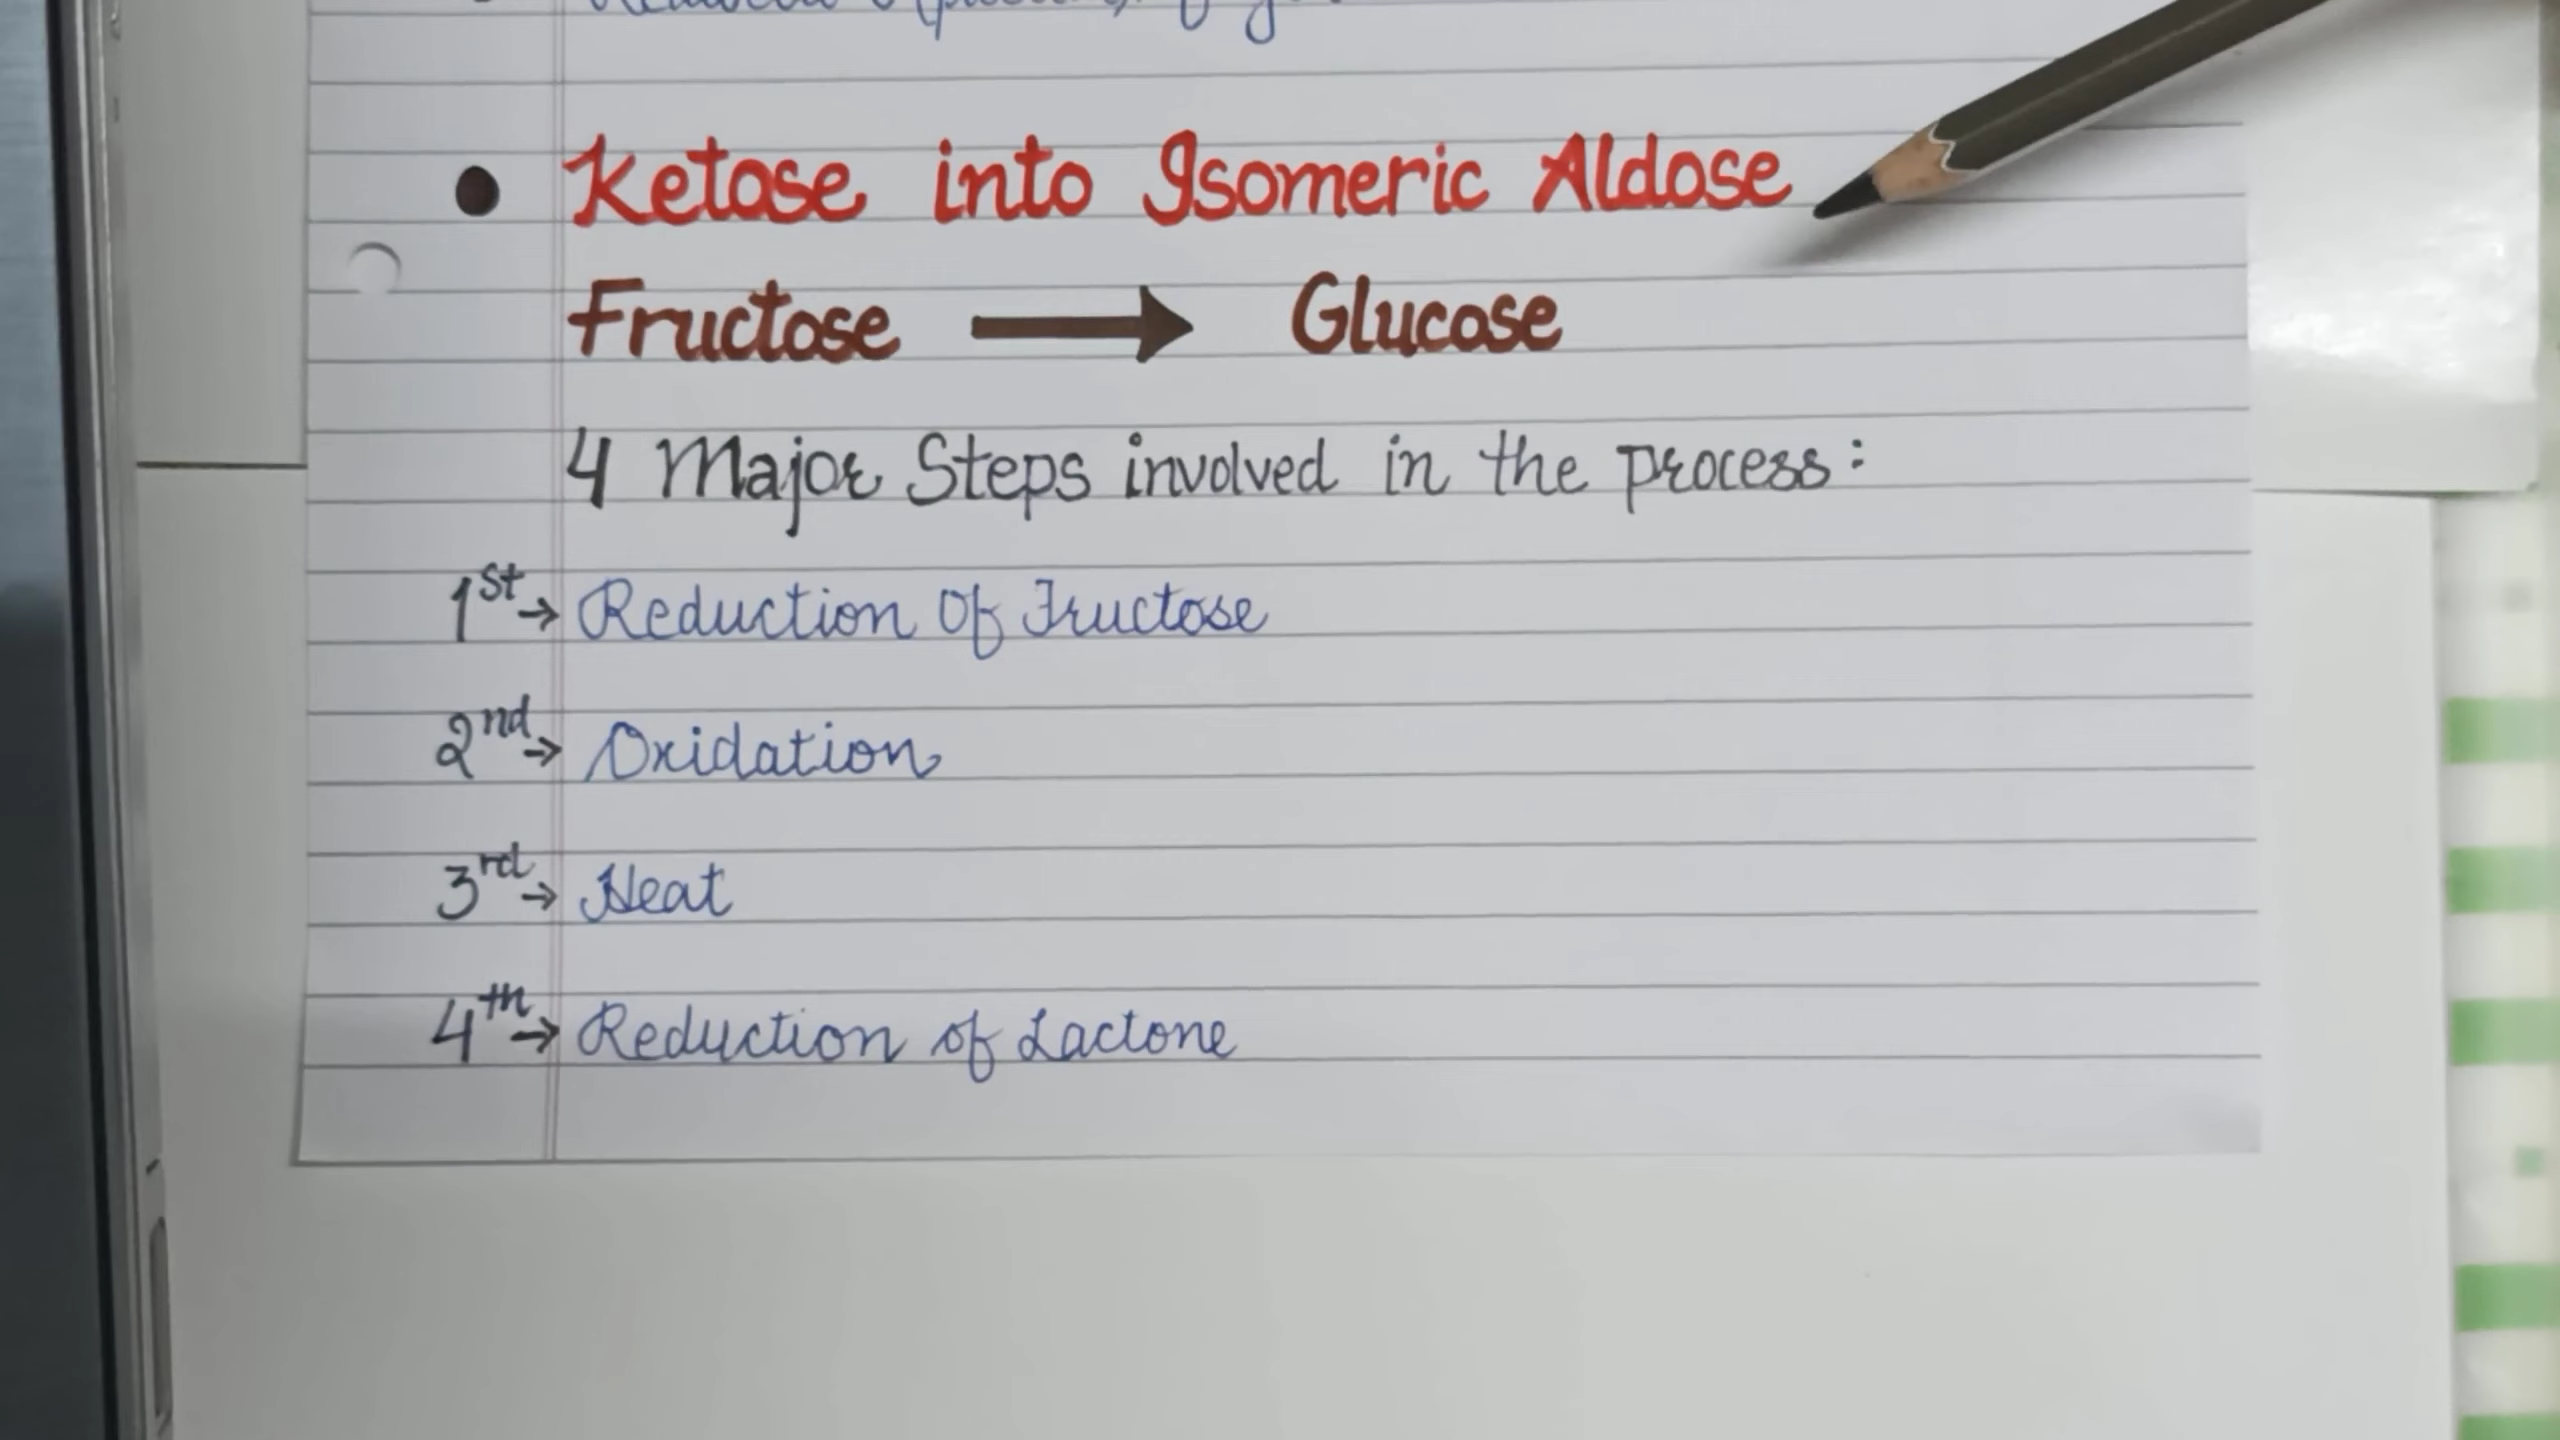 Ketose into Isomeric Aldose
Fructose → Glucose
4 Major Steps involved in the process:
1st → Reduction of Fructose
2nd → Oxidation
3rd → Heat
4th → Reduction of Lactone